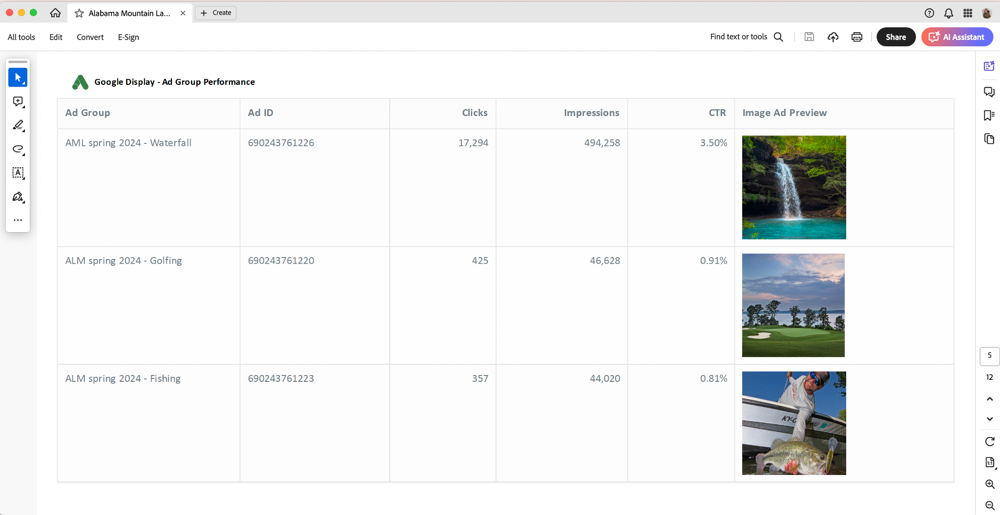 Alabama Mountain La...
Create
All tools
Edit
Convert
E-Sign
Find text or tools
Share
AI Assistant
Google Display - Ad Group Performance
Ad Group Ad ID Clicks Impressions CTR Image Ad Preview
AML spring 2024 - Waterfall 690243761226 17,294 494,258 3.50%
ALM spring 2024 - Golfing 690243761220 425 46,628 0.91%
ALM spring 2024 - Fishing 690243761223 357 44,020 0.81%
5
12
1:1